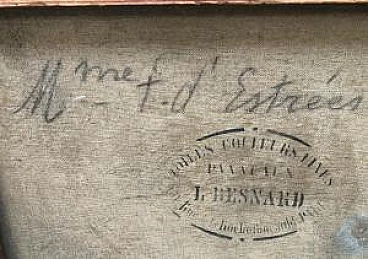 Mme F. d'Estrées
TOILES COULEURS FINES
PANNEAUX
L BESNARD